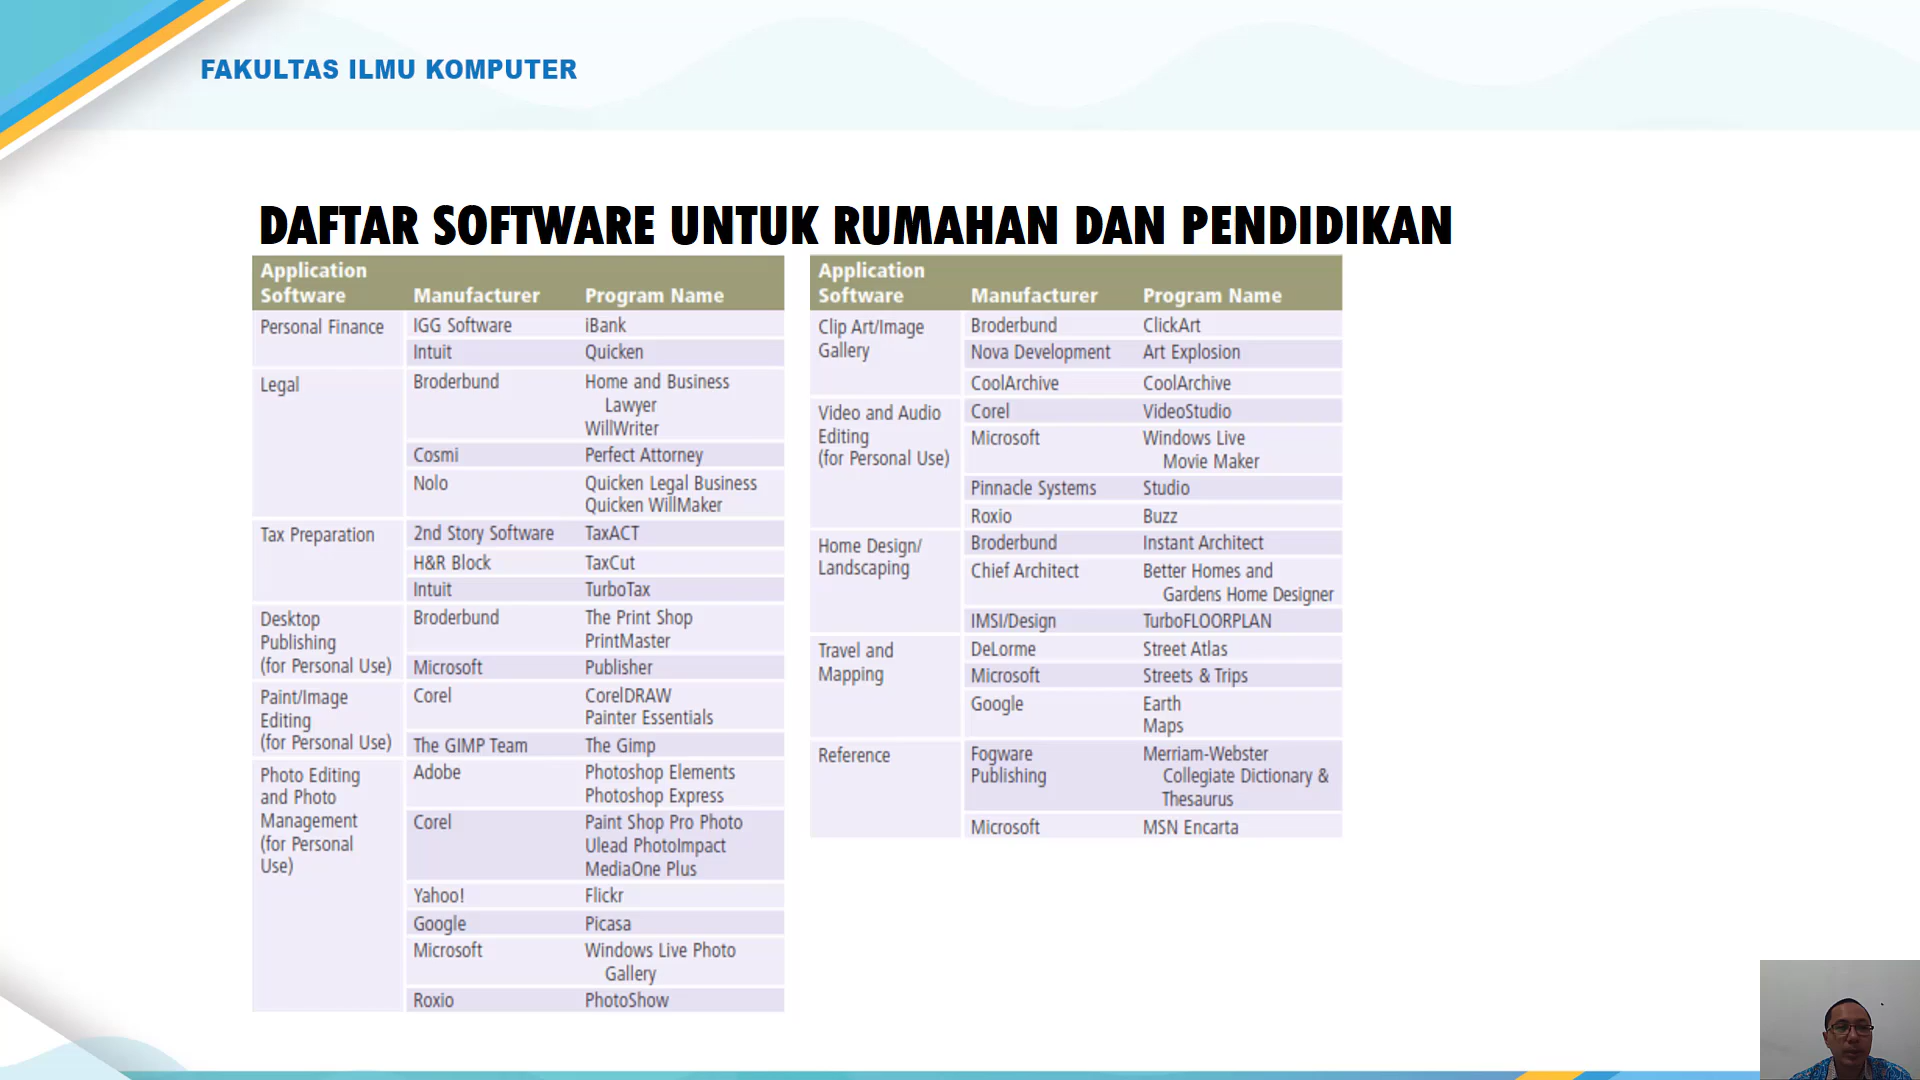 FAKULTAS ILMU KOMPUTER
DAFTAR SOFTWARE UNTUK RUMAHAN DAN PENDIDIKAN
Application
Software Manufacturer Program Name
Personal Finance IGG Software iBank
Intuit Quicken
Legal Broderbund Home and Business
Lawyer
WillWriter
Cosmi Perfect Attorney
Nolo Quicken Legal Business
Quicken WillMaker
Tax Preparation 2nd Story Software TaxACT
H&R Block TaxCut
Intuit TurboTax
Desktop Broderbund The Print Shop
Publishing PrintMaster
(for Personal Use) Microsoft Publisher
Paint/Image Corel CorelDRAW
Editing Painter Essentials
(for Personal Use) The GIMP Team The Gimp
Photo Editing Adobe Photoshop Elements
and Photo Photoshop Express
Management Corel Paint Shop Pro Photo
(for Personal Ulead PhotoImpact
Use) MediaOne Plus
Yahoo! Flickr
Google Picasa
Microsoft Windows Live Photo
Gallery
Roxio PhotoShow
Application
Software Manufacturer Program Name
Clip Art/Image Broderbund ClickArt
Gallery Nova Development Art Explosion
CoolArchive CoolArchive
Video and Audio Corel VideoStudio
Editing Microsoft Windows Live
(for Personal Use) Movie Maker
Pinnacle Systems Studio
Roxio Buzz
Home Design/ Broderbund Instant Architect
Landscaping Chief Architect Better Homes and
Gardens Home Designer
IMSI/Design TurboFLOORPLAN
Travel and DeLorme Street Atlas
Mapping Microsoft Streets & Trips
Google Earth
Maps
Reference Fogware Merriam-Webster
Publishing Collegiate Dictionary &
Thesaurus
Microsoft MSN Encarta